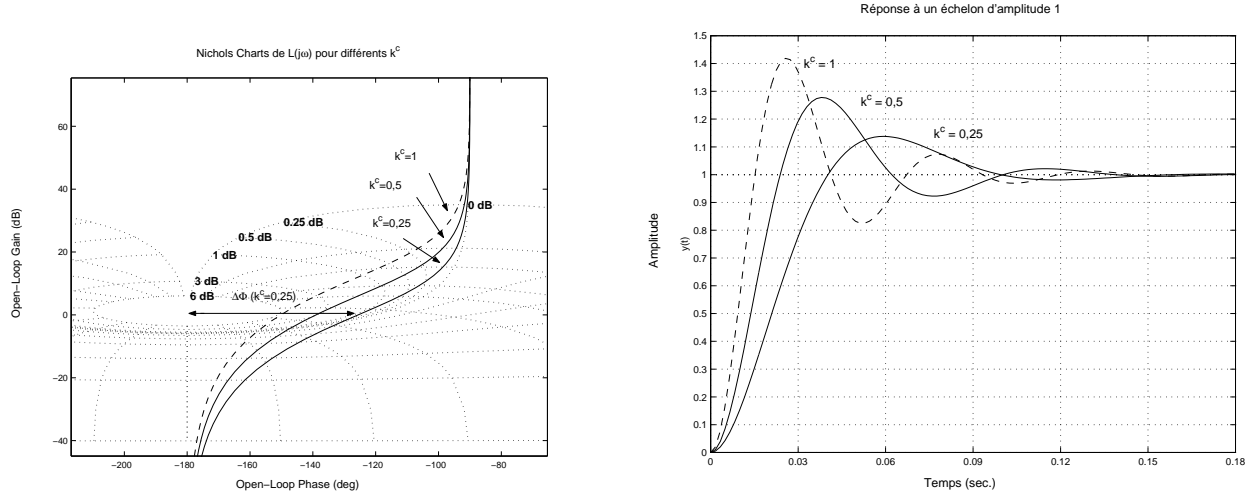 Nichols Charts de L(jω) pour différents k^c
Open−Loop Gain (dB)
60
40
20
0
−20
−40
k^c=1
k^c=0,5
k^c=0,25
0 dB
0.25 dB
0.5 dB
1 dB
3 dB
6 dB
ΔΦ (k^c=0,25)
−200
−180
−160
−140
−120
−100
−80
Open−Loop Phase (deg)
Réponse à un échelon d'amplitude 1
Amplitude
y(t)
1.5
1.4
1.3
1.2
1.1
1
0.9
0.8
0.7
0.6
0.5
0.4
0.3
0.2
0.1
0
k^c = 1
k^c = 0,5
k^c = 0,25
0
0.03
0.06
0.09
0.12
0.15
0.18
Temps (sec.)